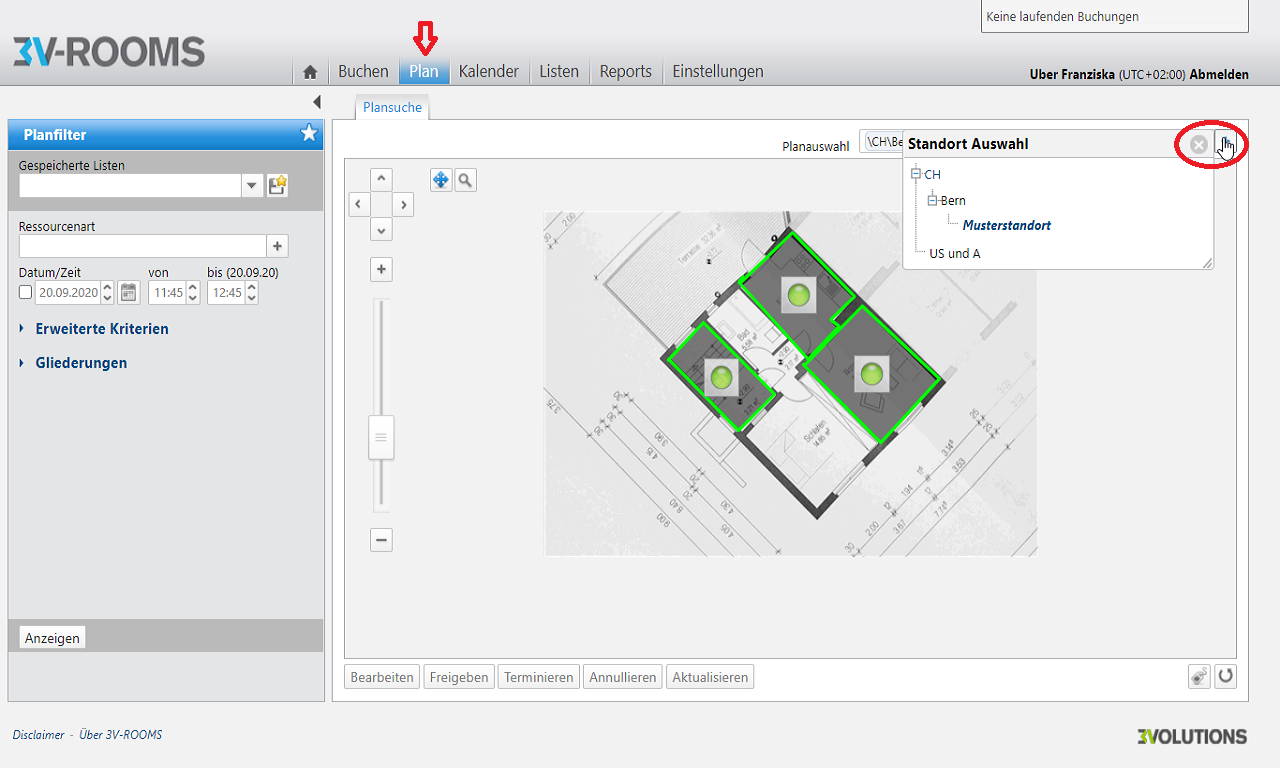 Keine laufenden Buchungen
3V-ROOMS
Buchen Plan Kalender Listen Reports Einstellungen
Uber Franziska (UTC+02:00) Abmelden
Plansuche
Planfilter
Planauswahl \CH\Be
Standort Auswahl
CH
Bern
Musterstandort
US und A
Gespeicherte Listen
Ressourcenart
Datum/Zeit von bis (20.09.20)
20.09.2020 11:45 12:45
Erweiterte Kriterien
Gliederungen
Anzeigen
Bad
Schlafen
Bearbeiten Freigeben Terminieren Annullieren Aktualisieren
Disclaimer - Über 3V-ROOMS
3VOLUTIONS